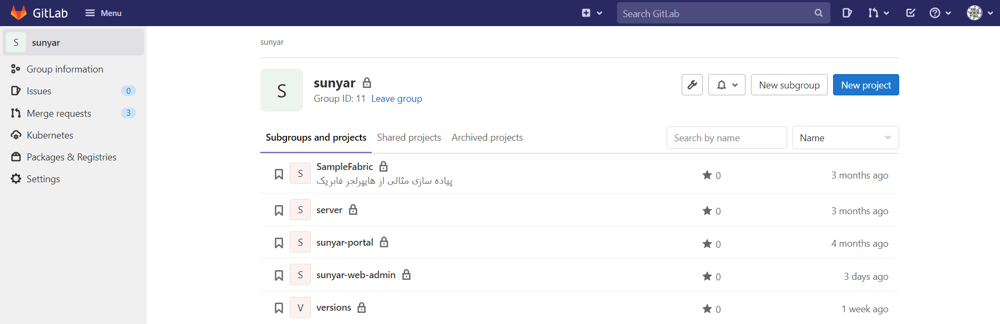 GitLab Menu Search GitLab
S sunyar
Group information
Issues 0
Merge requests 3
Kubernetes
Packages & Registries
Settings
sunyar
S
sunyar
Group ID: 11 Leave group
New subgroup New project
Subgroups and projects Shared projects Archived projects Search by name Name
S SampleFabric 0 3 months ago
پیاده سازی مثالی از هایپرلجر فابریک
S server 0 3 months ago
S sunyar-portal 0 4 months ago
S sunyar-web-admin 0 3 days ago
V versions 0 1 week ago